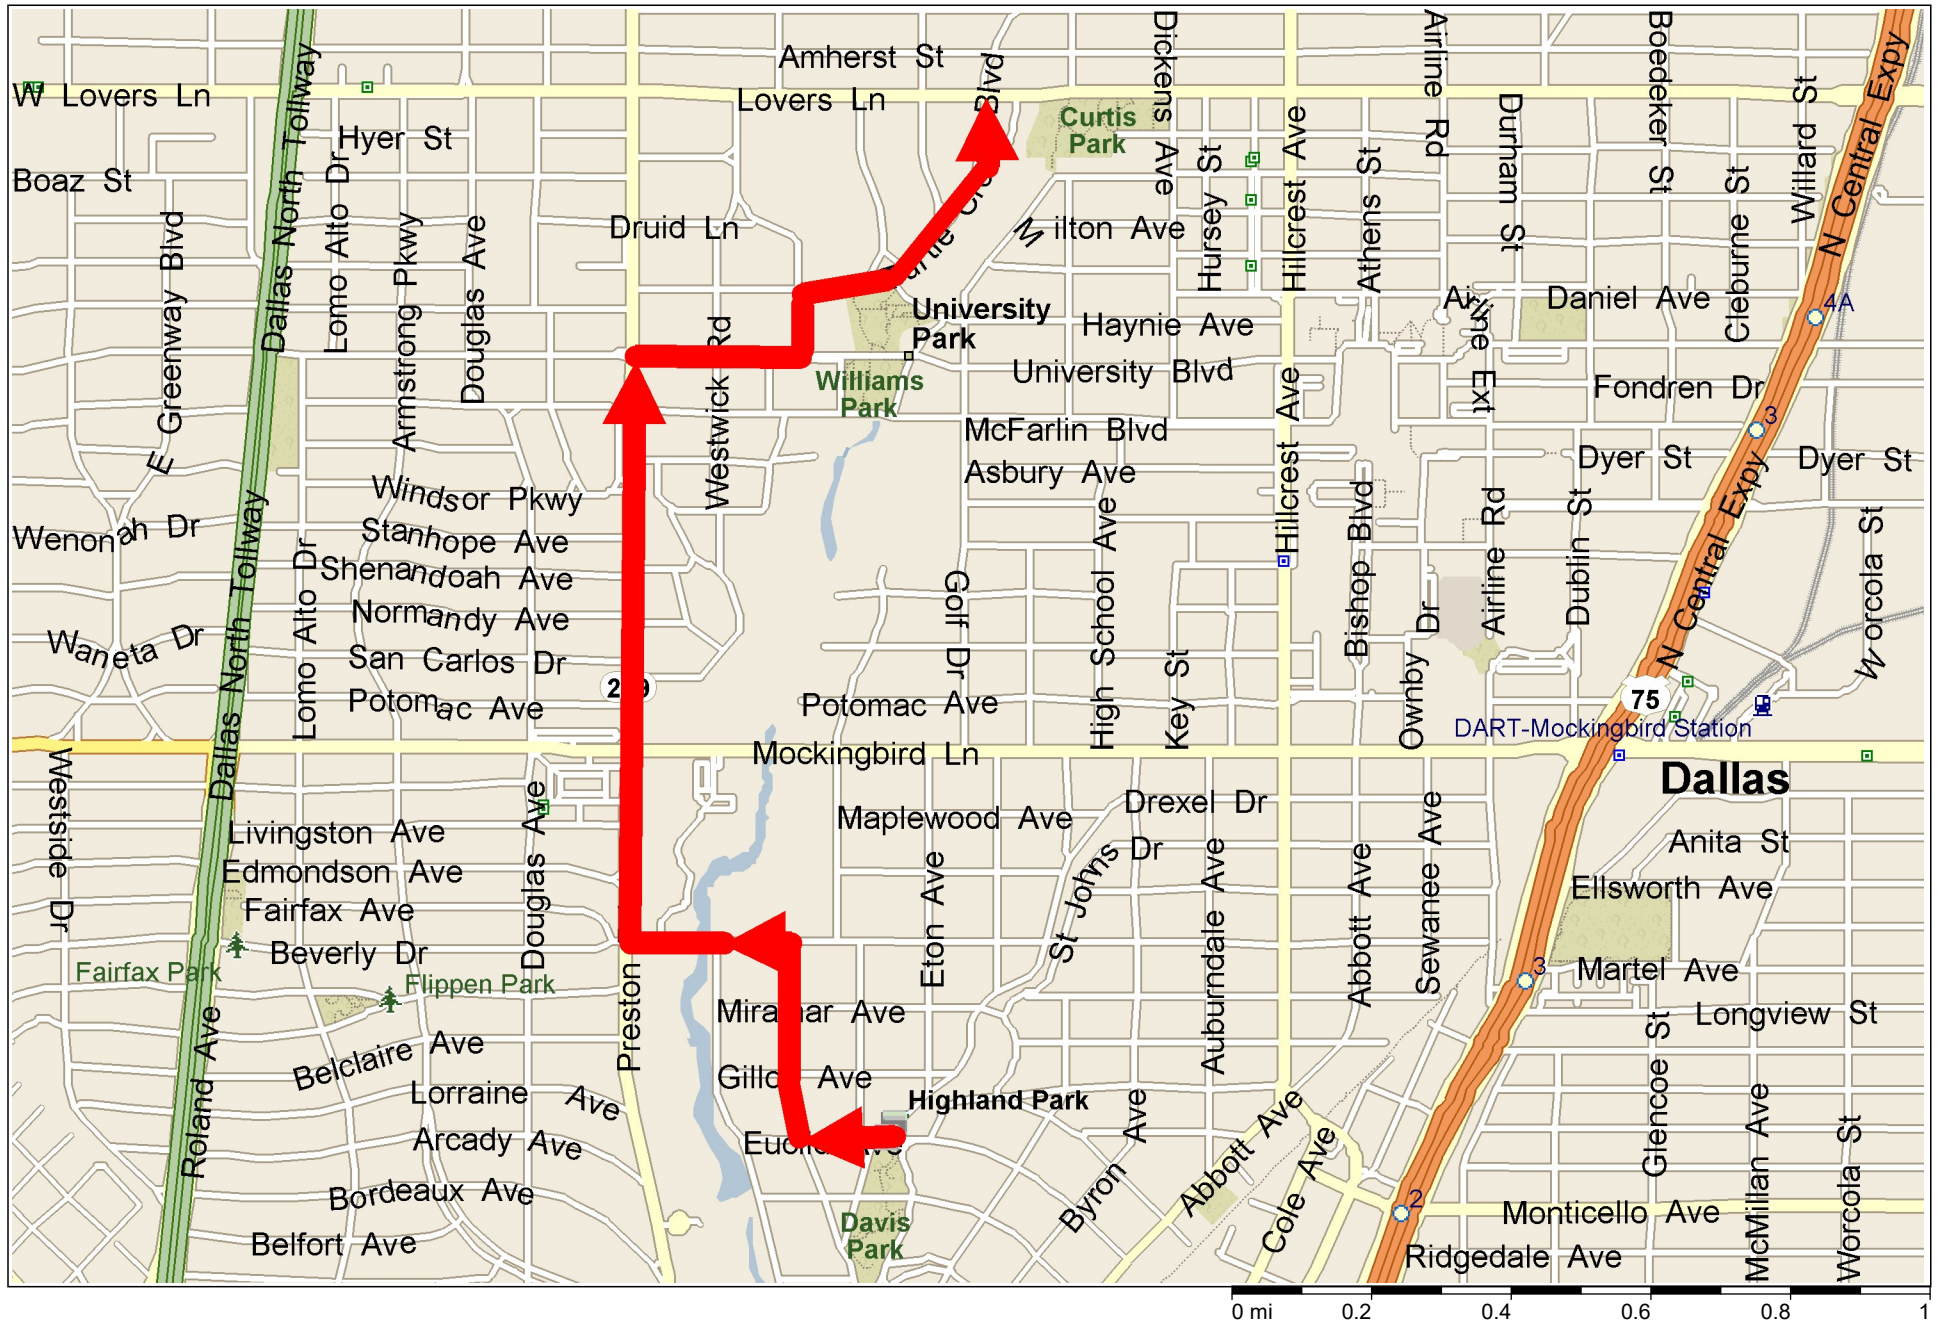 Amherst St
Blvd
Dickens Ave
Airline Rd
Boedeker St
N Central Expy
W Lovers Ln
Lovers Ln
Curtis
Park
Durham St
Willard St
Dallas North Tollway
Hyer St
Boaz St
Lomo Alto Dr
Hursey St
Hillcrest Ave
Athens St
Cleburne St
E Greenway Blvd
Armstrong Pkwy
Douglas Ave
Druid Ln
Milton Ave
University
Park
Haynie Ave
Airline Ext
Daniel Ave
4A
University Blvd
Williams
Park
Fondren Dr
McFarlin Blvd
3
Asbury Ave
Dyer St
Dyer St
Westwick Rd
Hillcrest Ave
Windsor Pkwy
Wenonah Dr
Stanhope Ave
Shenandoah Ave
Normandy Ave
San Carlos Dr
Potomac Ave
Waneta Dr
Lomo Alto Dr
Dallas North Tollway
Golf Dr
High School Ave
Key St
Bishop Blvd
Ownby Dr
Airline Rd
Dublin St
N Central Expy
Worcola St
Potomac Ave
75
DART-Mockingbird Station
Mockingbird Ln
Dallas
Westside Dr
Livingston Ave
Edmondson Ave
Fairfax Ave
Beverly Dr
Douglas Ave
Maplewood Ave
Drexel Dr
St Johns Dr
Eton Ave
Auburndale Ave
Abbott Ave
Sewanee Ave
Anita St
Ellsworth Ave
Fairfax Park
Flippen Park
Preston
3
Martel Ave
Longview St
Roland Ave
Belclaire Ave
Lorraine Ave
Arcady Ave
Bordeaux Ave
Belfort Ave
Miramar Ave
Ave
Highland Park
Davis
Park
Byron Ave
Abbott Ave
Cole Ave
2
Glencoe St
McMillan Ave
Worcola St
Monticello Ave
Ridgedale Ave
0 mi 0.2 0.4 0.6 0.8 1